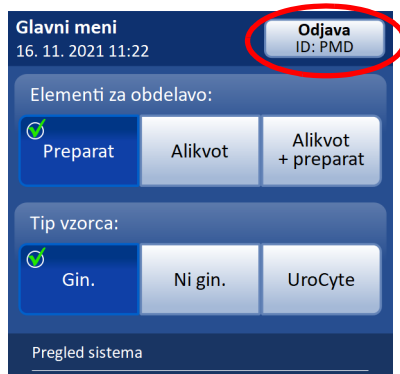 Glavni meni
16. 11. 2021 11:22
Odjava
ID: PMD
Elementi za obdelavo:
Preparat
Alikvot
Alikvot
+ preparat
Tip vzorca:
Gin.
Ni gin.
UroCyte
Pregled sistema